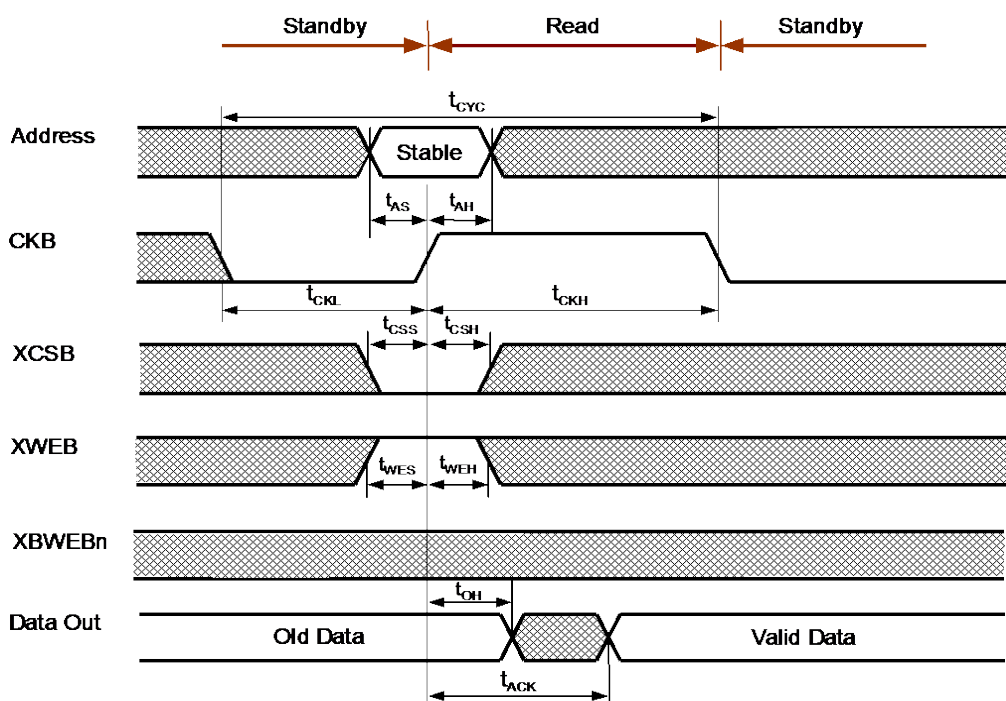 Standby Read Standby
tCYC
Address
Stable
tAS tAH
CKB
tCKL tCKH
tCSS tCSH
XCSB
XWEB
tWES tWEH
XBWEBn
tOH
Data Out
Old Data Valid Data
tACK